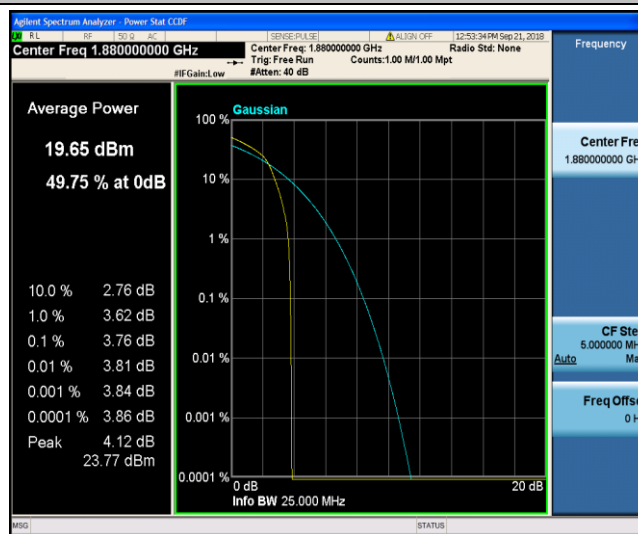 Agilent Spectrum Analyzer - Power Stat CCDF
RL RF 50 Ω AC SENSE:PULSE ALIGN OFF 12:53:34 PM Sep 21, 2018
Center Freq 1.880000000 GHz
Center Freq: 1.880000000 GHz Radio Std: None
Trig: Free Run Counts:1.00 M/1.00 Mpt
#IFGain:Low #Atten: 40 dB
Frequency
Average Power
19.65 dBm
49.75 % at 0dB
10.0 % 2.76 dB
1.0 % 3.62 dB
0.1 % 3.76 dB
0.01 % 3.81 dB
0.001 % 3.84 dB
0.0001 % 3.86 dB
Peak 4.12 dB
23.77 dBm
Gaussian
100 %
10 %
1 %
0.1 %
0.01 %
0.001 %
0.0001 %
0 dB 20 dB
Info BW 25.000 MHz
Center Fre
1.880000000 GH
CF Ste
5.000000 MH
Auto Ma
Freq Offse
0 H
MSG STATUS